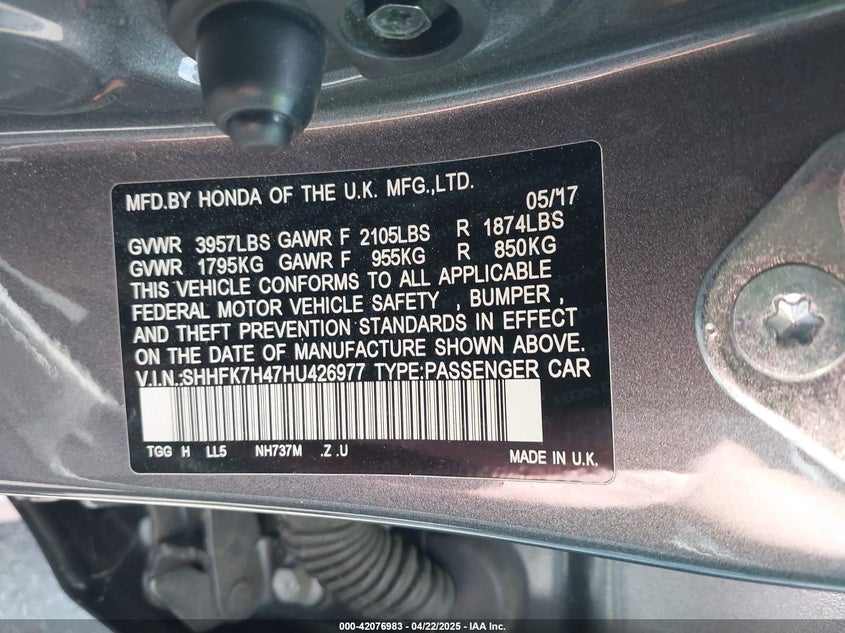 MFD.BY HONDA OF THE U.K. MFG.,LTD. 05/17
GVWR 3957LBS GAWR F 2105LBS R 1874LBS
GVWR 1795KG GAWR F 955KG R 850KG
THIS VEHICLE CONFORMS TO ALL APPLICABLE
FEDERAL MOTOR VEHICLE SAFETY , BUMPER ,
AND THEFT PREVENTION STANDARDS IN EFFECT
ON THE DATE OF MANUFACTURE SHOWN ABOVE.
V.I.N.:SHHFK7H47HU426977 TYPE:PASSENGER CAR
TGG H LL5 NH737M .Z .U
MADE IN U.K.
000-42076983 / 04/22/2025 - IAA Inc.